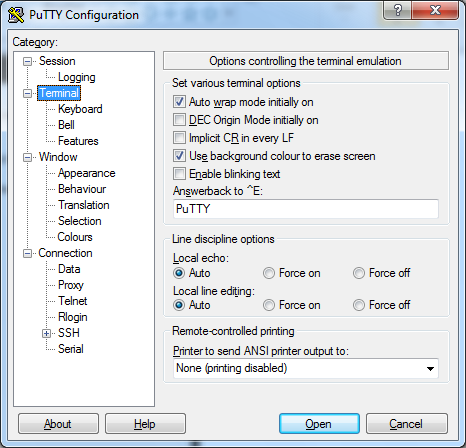 PuTTY Configuration
Category:
Session
Logging
Terminal
Keyboard
Bell
Features
Window
Appearance
Behaviour
Translation
Selection
Colours
Connection
Data
Proxy
Telnet
Rlogin
SSH
Serial
Options controlling the terminal emulation
Set various terminal options
Auto wrap mode initially on
DEC Origin Mode initially on
Implicit CR in every LF
Use background colour to erase screen
Enable blinking text
Answerback to ^E:
PuTTY
Line discipline options
Local echo:
Auto Force on Force off
Local line editing:
Auto Force on Force off
Remote-controlled printing
Printer to send ANSI printer output to:
None (printing disabled)
About Help Open Cancel